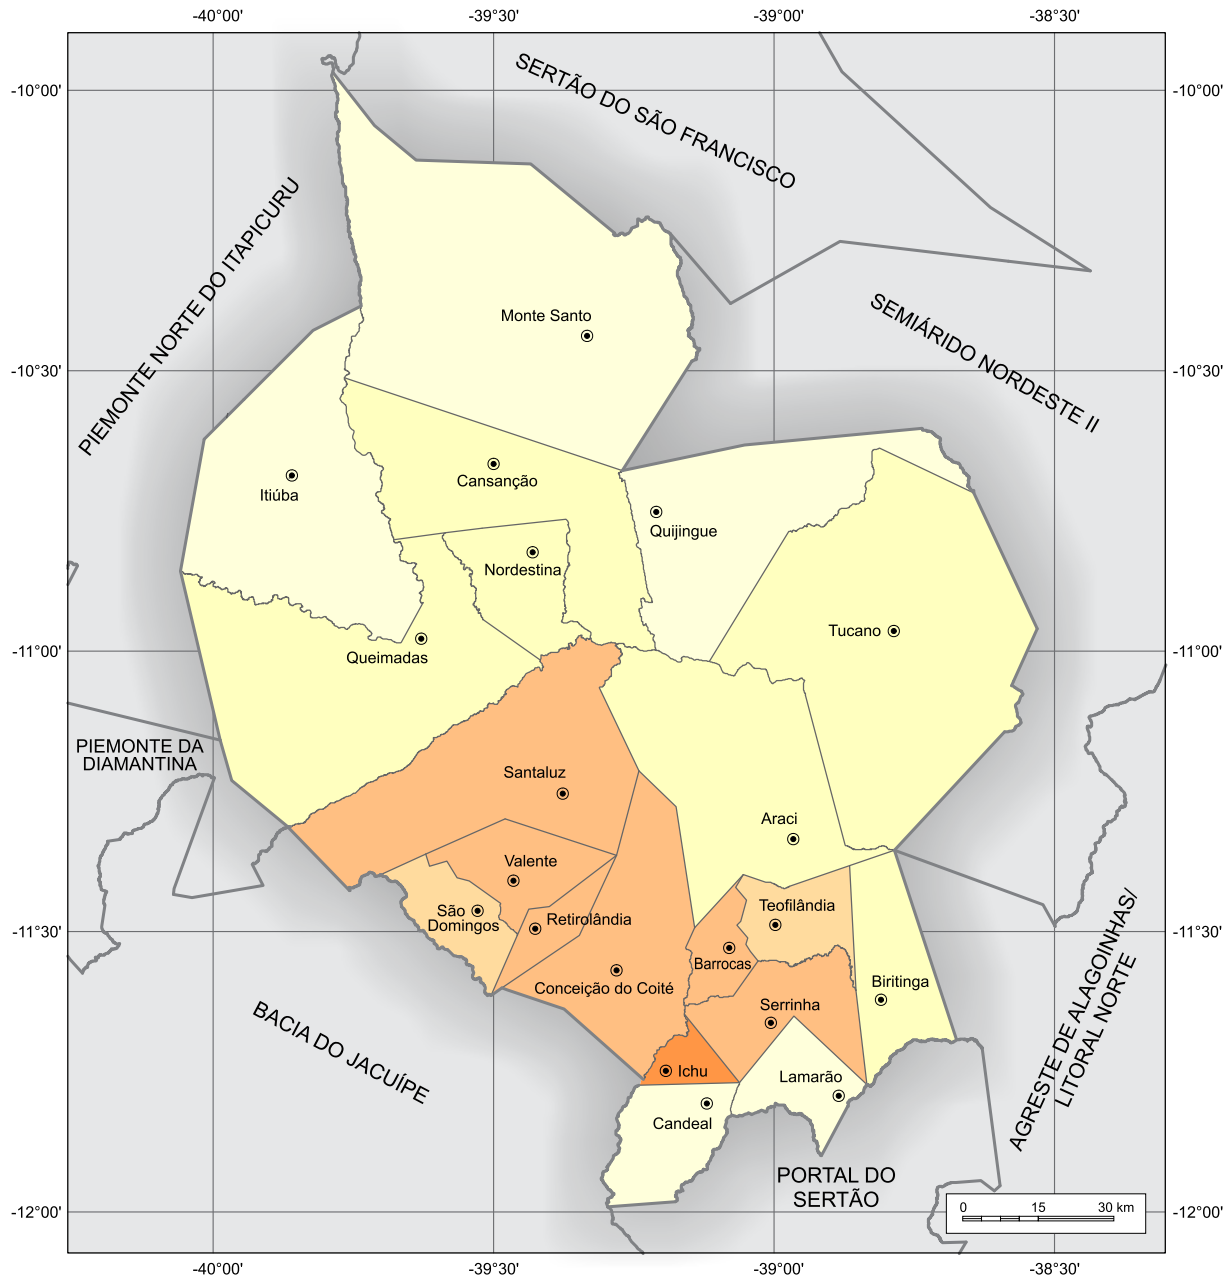 -40°00'
-39°30'
-39°00'
-38°30'
-10°00'
-10°00'
SERTÃO DO SÃO FRANCISCO
PIEMONTE NORTE DO ITAPICURU
SEMIÁRIDO NORDESTE II
Monte Santo
-10°30'
-10°30'
Cansanção
Itiúba
Quijingue
Nordestina
Tucano
Queimadas
-11°00'
-11°00'
PIEMONTE DA
DIAMANTINA
Santaluz
Araci
Valente
São
Domingos
Retirolândia
Teofilândia
-11°30'
-11°30'
Barrocas
Conceição do Coité
Biritinga
Serrinha
AGRESTE DE ALAGOINHAS/
LITORAL NORTE
BACIA DO JACUÍPE
Ichu
Lamarão
Candeal
PORTAL DO
SERTÃO
0 15 30 km
-12°00'
-12°00'
-40°00'
-39°30'
-39°00'
-38°30'